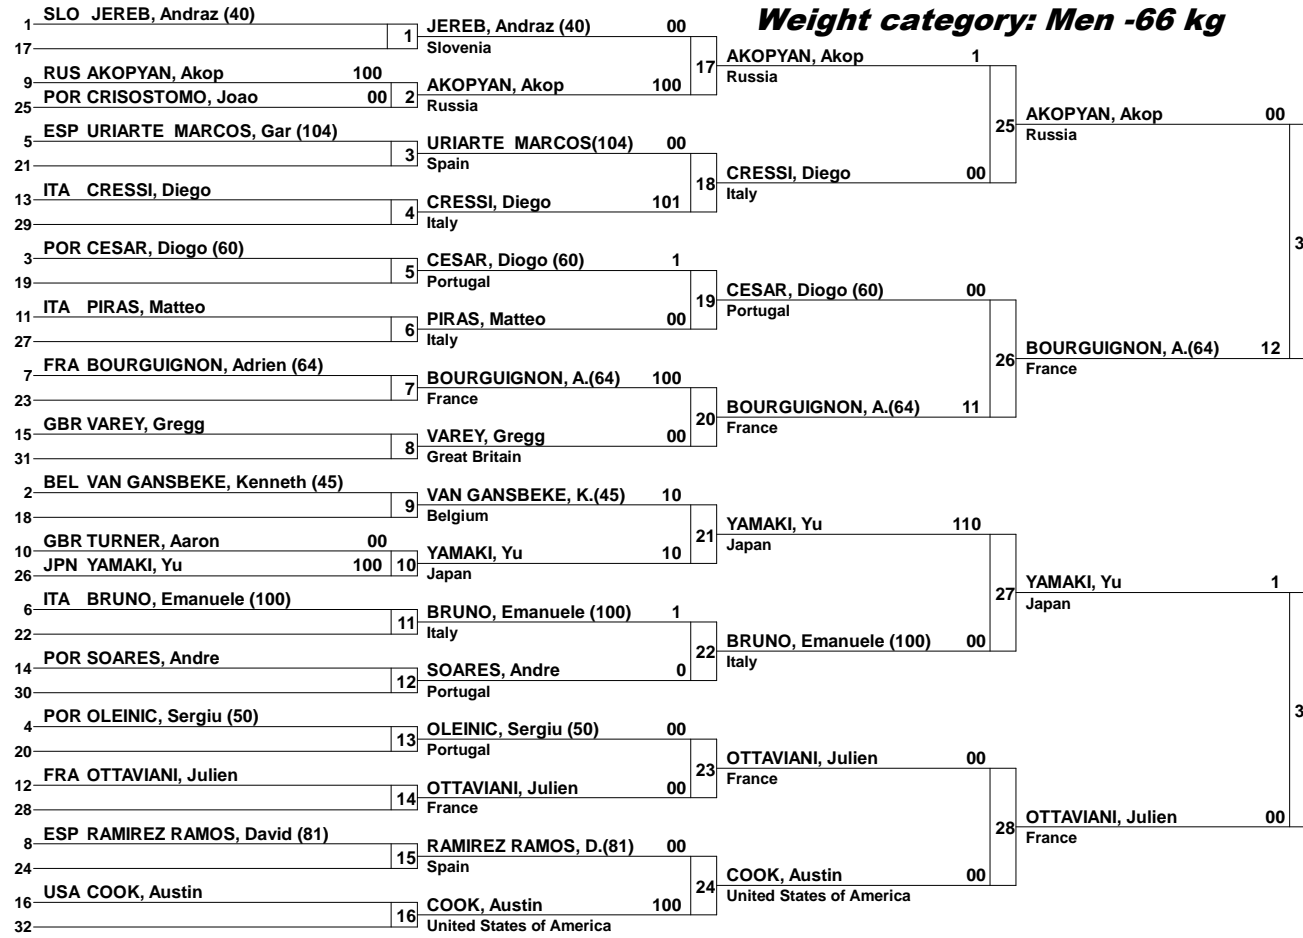 Weight category: Men -66 kg
SLO JEREB, Andraz (40)
1
17
1
RUS AKOPYAN, Akop 100
9
POR CRISOSTOMO, Joao 00
25
2
ESP URIARTE MARCOS, Gar (104)
5
21
3
ITA CRESSI, Diego
13
29
4
POR CESAR, Diogo (60)
3
19
5
ITA PIRAS, Matteo
11
27
6
FRA BOURGUIGNON, Adrien (64)
7
23
7
GBR VAREY, Gregg
15
31
8
BEL VAN GANSBEKE, Kenneth (45)
2
18
9
GBR TURNER, Aaron 00
10
JPN YAMAKI, Yu 100
26
10
ITA BRUNO, Emanuele (100)
6
22
11
POR SOARES, Andre
14
30
12
POR OLEINIC, Sergiu (50)
4
20
13
FRA OTTAVIANI, Julien
12
28
14
ESP RAMIREZ RAMOS, David (81)
8
24
15
USA COOK, Austin
16
32
16
JEREB, Andraz (40) 00
Slovenia
17
AKOPYAN, Akop 100
Russia
URIARTE MARCOS(104) 00
Spain
18
CRESSI, Diego 101
Italy
CESAR, Diogo (60) 1
Portugal
19
PIRAS, Matteo 00
Italy
BOURGUIGNON, A.(64) 100
France
20
VAREY, Gregg 00
Great Britain
VAN GANSBEKE, K.(45) 10
Belgium
21
YAMAKI, Yu 10
Japan
BRUNO, Emanuele (100) 1
Italy
22
SOARES, Andre 0
Portugal
OLEINIC, Sergiu (50) 00
Portugal
23
OTTAVIANI, Julien 00
France
RAMIREZ RAMOS, D.(81) 00
Spain
24
COOK, Austin 100
United States of America
AKOPYAN, Akop 1
Russia
25
CRESSI, Diego 00
Italy
CESAR, Diogo (60) 00
Portugal
26
BOURGUIGNON, A.(64) 11
France
YAMAKI, Yu 110
Japan
27
BRUNO, Emanuele (100) 00
Italy
OTTAVIANI, Julien 00
France
28
COOK, Austin 00
United States of America
AKOPYAN, Akop 00
Russia
3
BOURGUIGNON, A.(64) 12
France
YAMAKI, Yu 1
Japan
3
OTTAVIANI, Julien 00
France